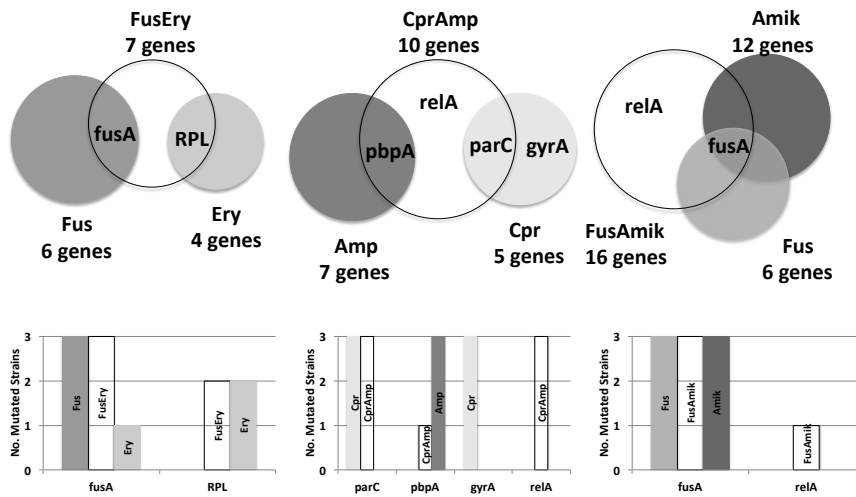 FusEry
7 genes
fusA
RPL
Fus
6 genes
Ery
4 genes
CprAmp
10 genes
relA
pbpA
parC
gyrA
Amp
7 genes
Cpr
5 genes
Amik
12 genes
relA
fusA
FusAmik
16 genes
Fus
6 genes
No. Mutated Strains
3
2
1
0
Fus
FusEry
Ery
FusEry
Ery
fusA
RPL
No. Mutated Strains
3
2
1
0
Cpr
CprAmp
CprAmp
Amp
Cpr
CprAmp
parC
pbpA
gyrA
relA
No. Mutated Strains
3
2
1
0
Fus
FusAmik
Amik
FusAmik
fusA
relA